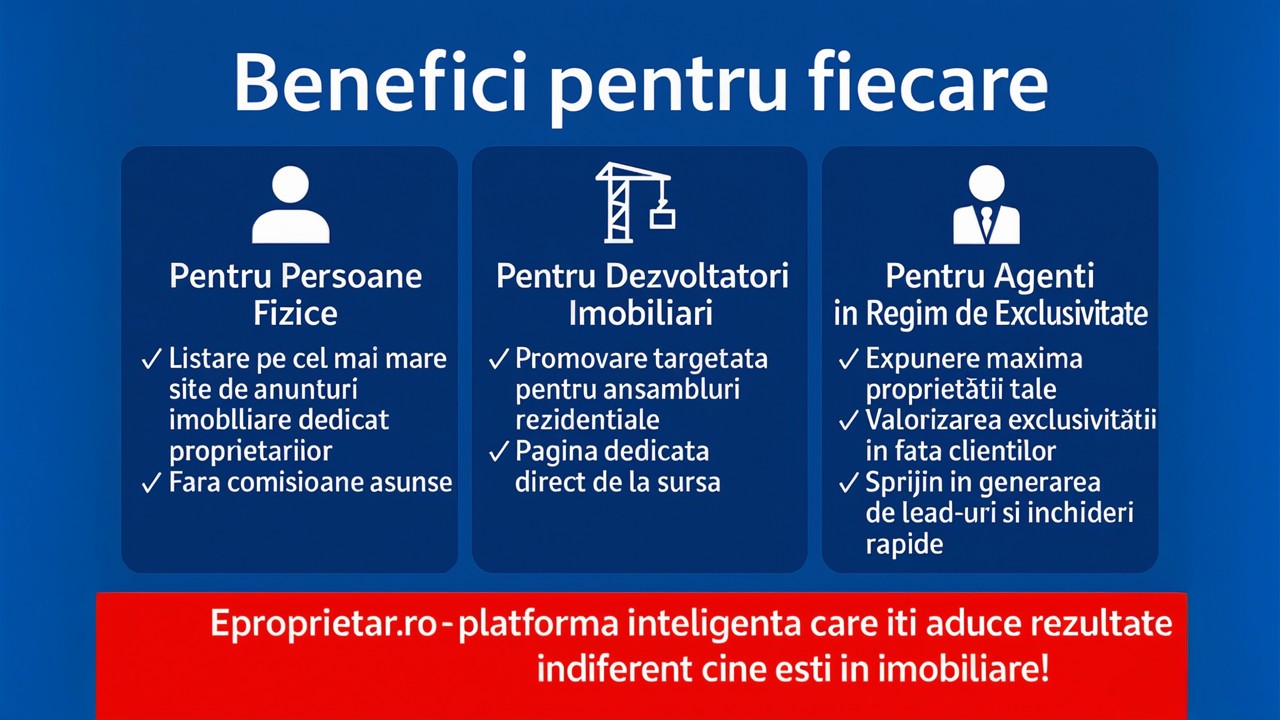 Benefici pentru fiecare
Pentru Persoane
Fizice
✓ Listare pe cel mai mare
site de anunturi
imoblliare dedicat
proprietariior
✓ Fara comisioane asunse
Pentru Dezvoltatori
Imobiliari
✓ Promovare targetata
pentru ansambluri
rezidentiale
✓ Pagina dedicata
direct de la sursa
Pentru Agenti
in Regim de Exclusivitate
✓ Expunere maxima
proprietătii tale
✓ Valorizarea exclusivitătii
in fata clientilor
✓ Sprijin in generarea
de lead-uri si inchideri
rapide
Eproprietar.ro - platforma inteligenta care iti aduce rezultate
indiferent cine esti in imobiliare!